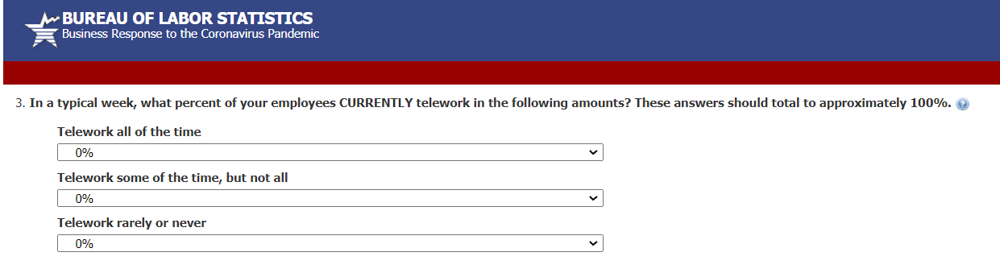 BUREAU OF LABOR STATISTICS
Business Response to the Coronavirus Pandemic
3. In a typical week, what percent of your employees CURRENTLY telework in the following amounts? These answers should total to approximately 100%. ?
Telework all of the time
0%
Telework some of the time, but not all
0%
Telework rarely or never
0%